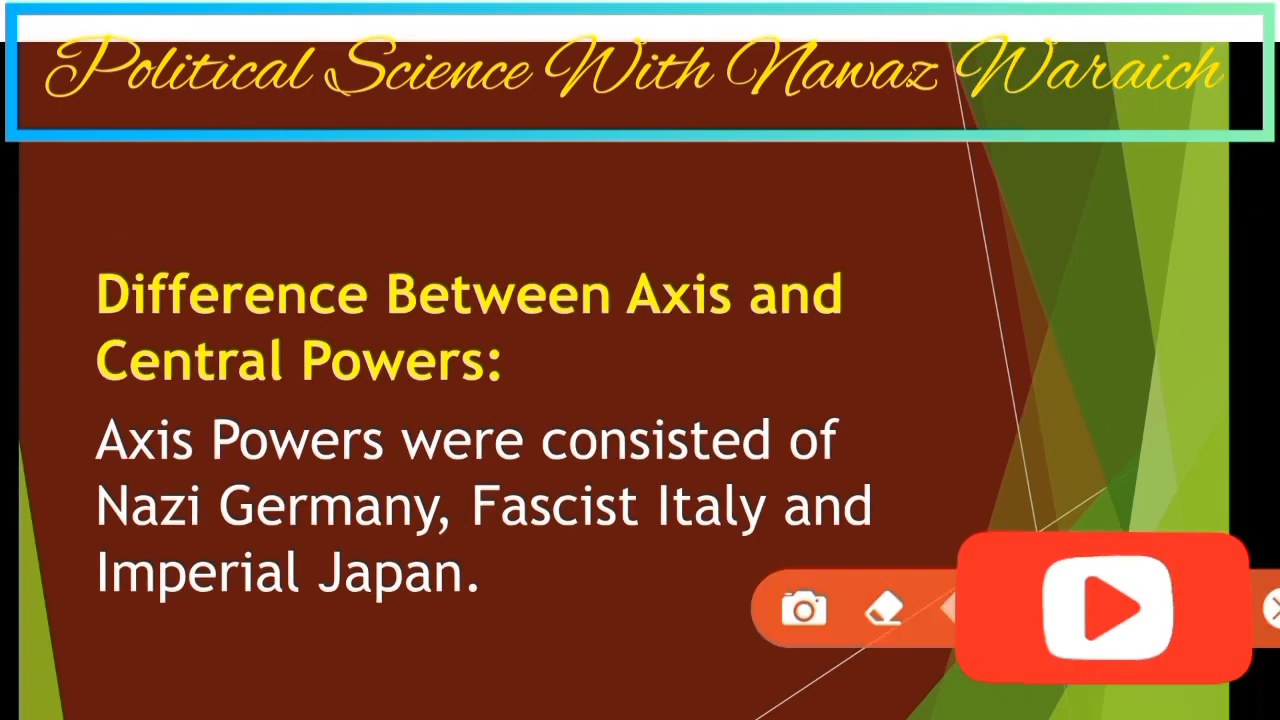 Political Science With Nawaz Waraich
Difference Between Axis and
Central Powers:
Axis Powers were consisted of
Nazi Germany, Fascist Italy and
Imperial Japan.